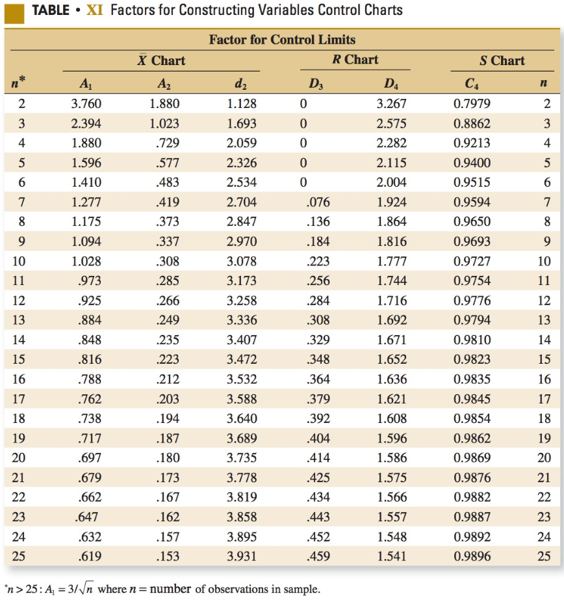 TABLE • XI Factors for Constructing Variables Control Charts
Factor for Control Limits
X̄ Chart R Chart S Chart
n* A₁ A₂ d₂ D₃ D₄ C₄ n
2 3.760 1.880 1.128 0 3.267 0.7979 2
3 2.394 1.023 1.693 0 2.575 0.8862 3
4 1.880 .729 2.059 0 2.282 0.9213 4
5 1.596 .577 2.326 0 2.115 0.9400 5
6 1.410 .483 2.534 0 2.004 0.9515 6
7 1.277 .419 2.704 .076 1.924 0.9594 7
8 1.175 .373 2.847 .136 1.864 0.9650 8
9 1.094 .337 2.970 .184 1.816 0.9693 9
10 1.028 .308 3.078 .223 1.777 0.9727 10
11 .973 .285 3.173 .256 1.744 0.9754 11
12 .925 .266 3.258 .284 1.716 0.9776 12
13 .884 .249 3.336 .308 1.692 0.9794 13
14 .848 .235 3.407 .329 1.671 0.9810 14
15 .816 .223 3.472 .348 1.652 0.9823 15
16 .788 .212 3.532 .364 1.636 0.9835 16
17 .762 .203 3.588 .379 1.621 0.9845 17
18 .738 .194 3.640 .392 1.608 0.9854 18
19 .717 .187 3.689 .404 1.596 0.9862 19
20 .697 .180 3.735 .414 1.586 0.9869 20
21 .679 .173 3.778 .425 1.575 0.9876 21
22 .662 .167 3.819 .434 1.566 0.9882 22
23 .647 .162 3.858 .443 1.557 0.9887 23
24 .632 .157 3.895 .452 1.548 0.9892 24
25 .619 .153 3.931 .459 1.541 0.9896 25
*n > 25 : A₁ = 3/√n where n = number of observations in sample.